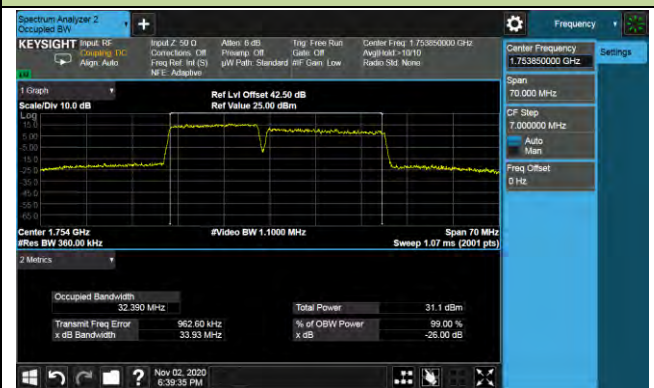 Spectrum Analyzer 2
Occupied BW
+
Frequency
KEYSIGHT
Input: RF
Coupling: DC
Align: Auto
Input Z: 50 Ω
Corrections: Off
Freq Ref: Int (S)
NFE: Adaptive
Atten: 6 dB
Preamp: Off
µW Path: Standard
Trig: Free Run
Gate: Off
#IF Gain: Low
Center Freq: 1.753850000 GHz
Avg|Hold: >10/10
Radio Std: None
Center Frequency
1.753850000 GHz
Settings
Span
70.000 MHz
CF Step
7.000000 MHz
Auto
Man
Freq Offset
0 Hz
1 Graph
Scale/Div 10.0 dB
Ref Lvl Offset 42.50 dB
Ref Value 25.00 dBm
Log
15.0
5.00
-5.00
-15.0
-25.0
-35.0
-45.0
-55.0
-65.0
Center 1.754 GHz
#Video BW 1.1000 MHz
Span 70 MHz
#Res BW 360.00 kHz
Sweep 1.07 ms (2001 pts)
2 Metrics
Occupied Bandwidth
32.390 MHz
Total Power
31.1 dBm
Transmit Freq Error
962.60 kHz
% of OBW Power
99.00 %
x dB Bandwidth
33.93 MHz
x dB
-26.00 dB
?
Nov 02, 2020
6:39:35 PM